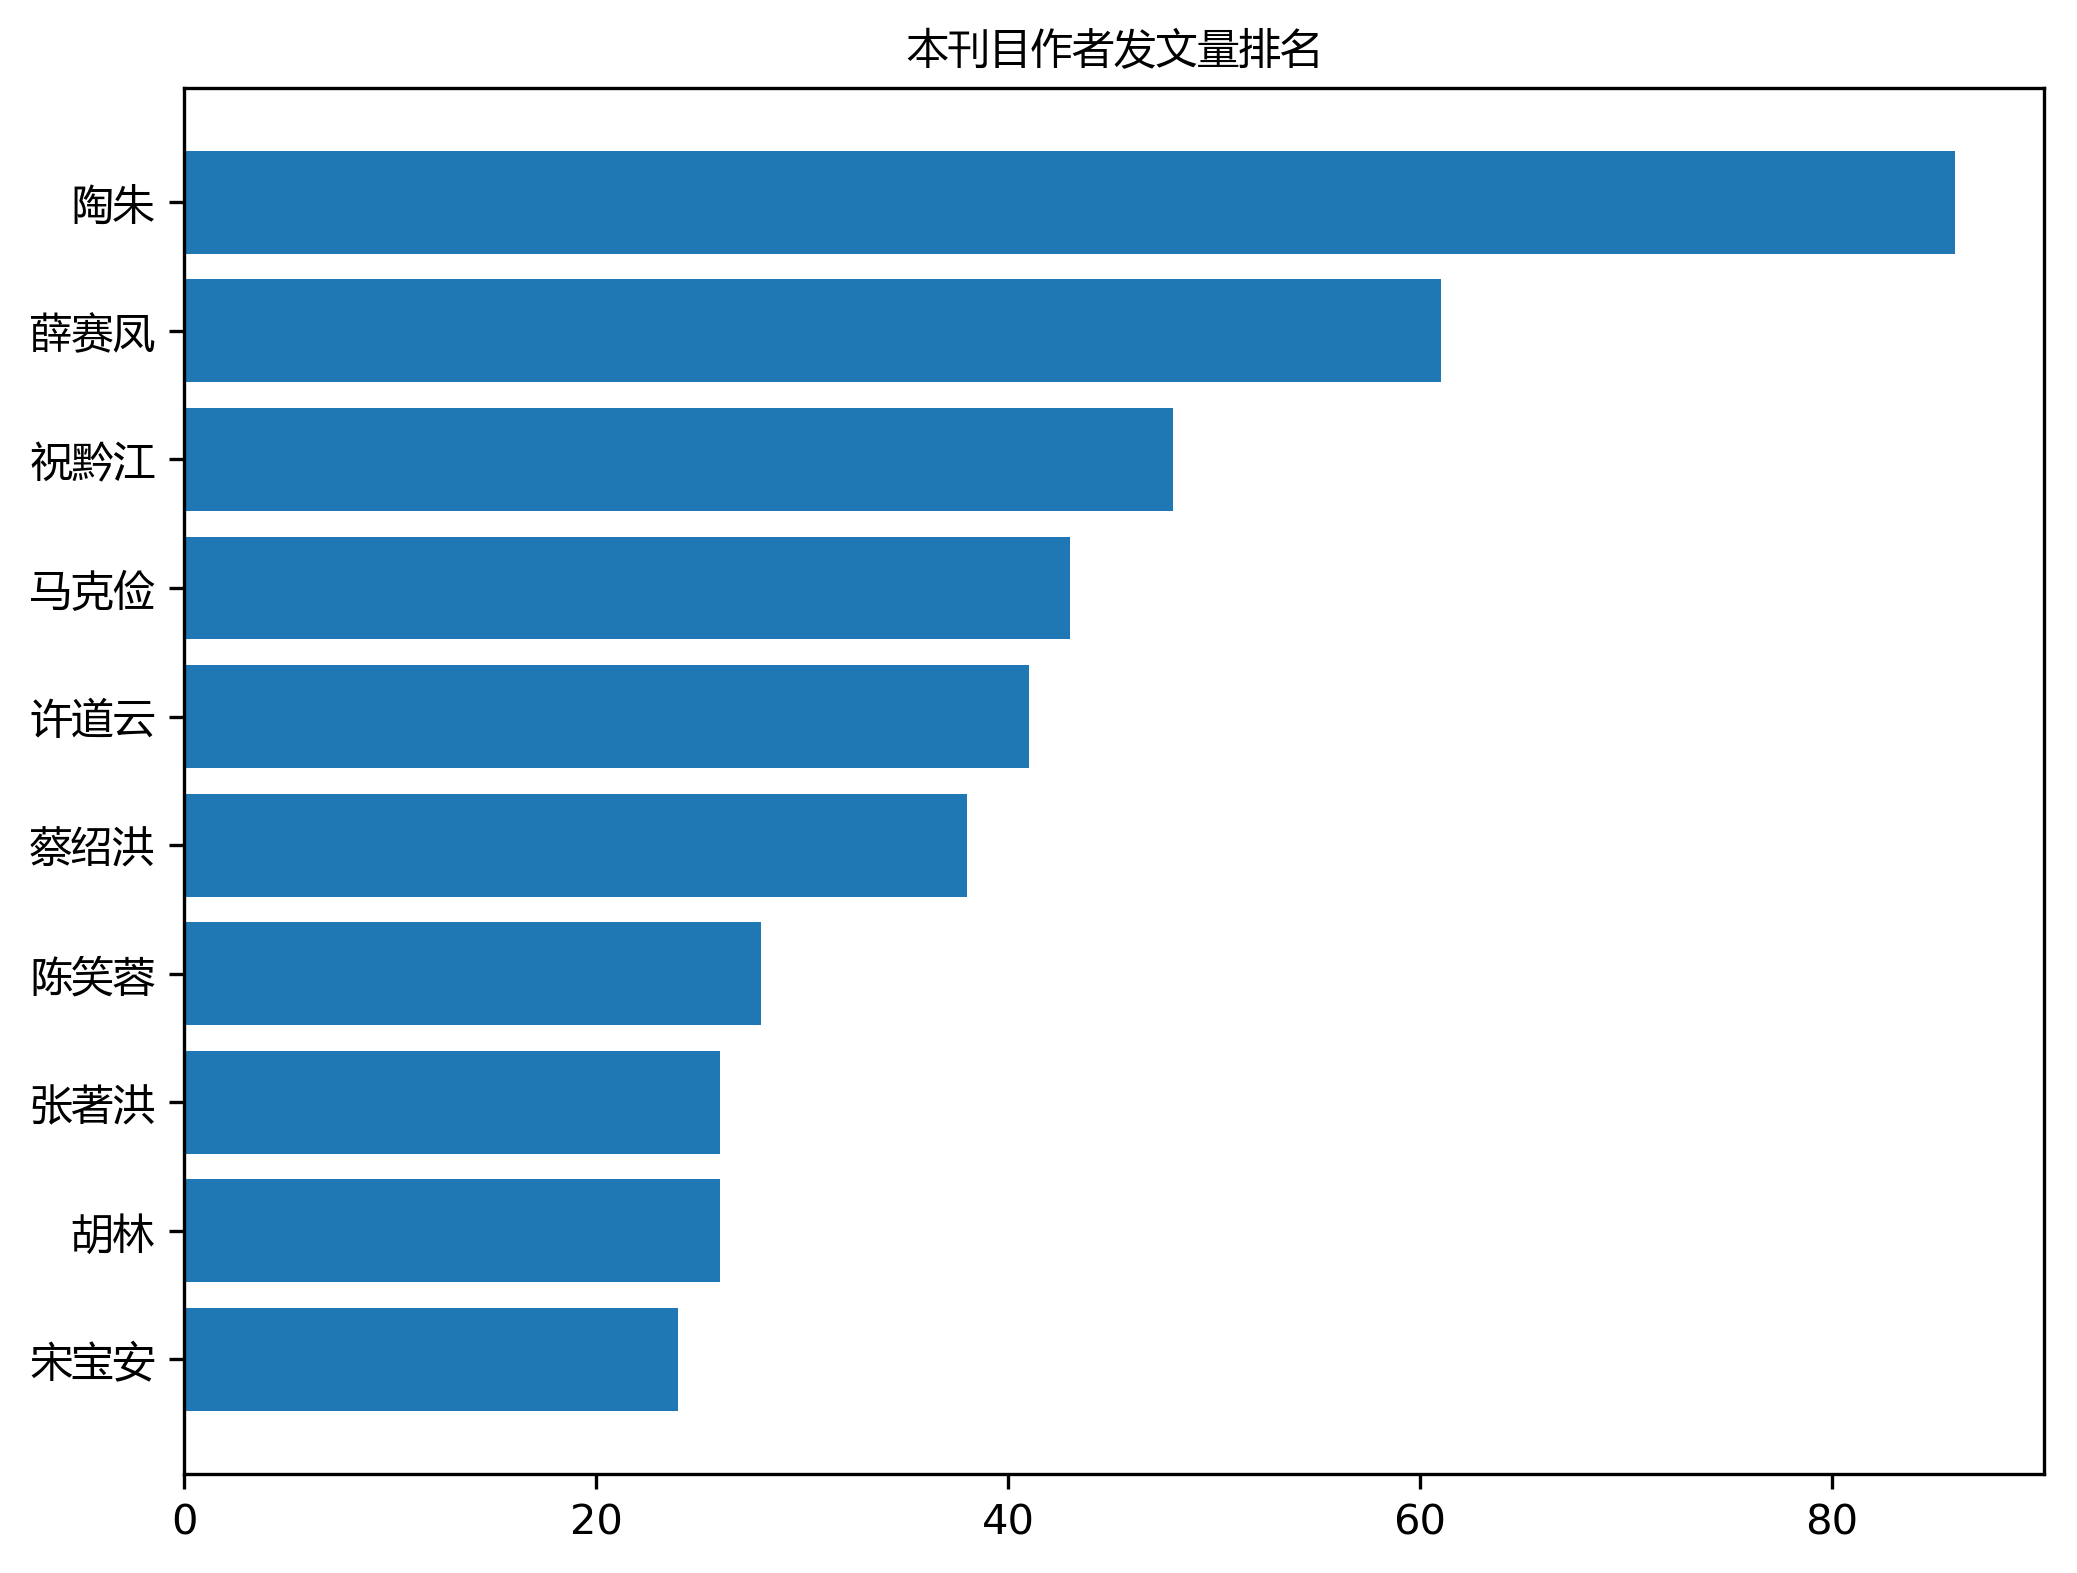 本刊目作者发文量排名
陶朱
薛赛凤
祝黔江
马克俭
许道云
蔡绍洪
陈笑蓉
张著洪
胡林
宋宝安
0 20 40 60 80